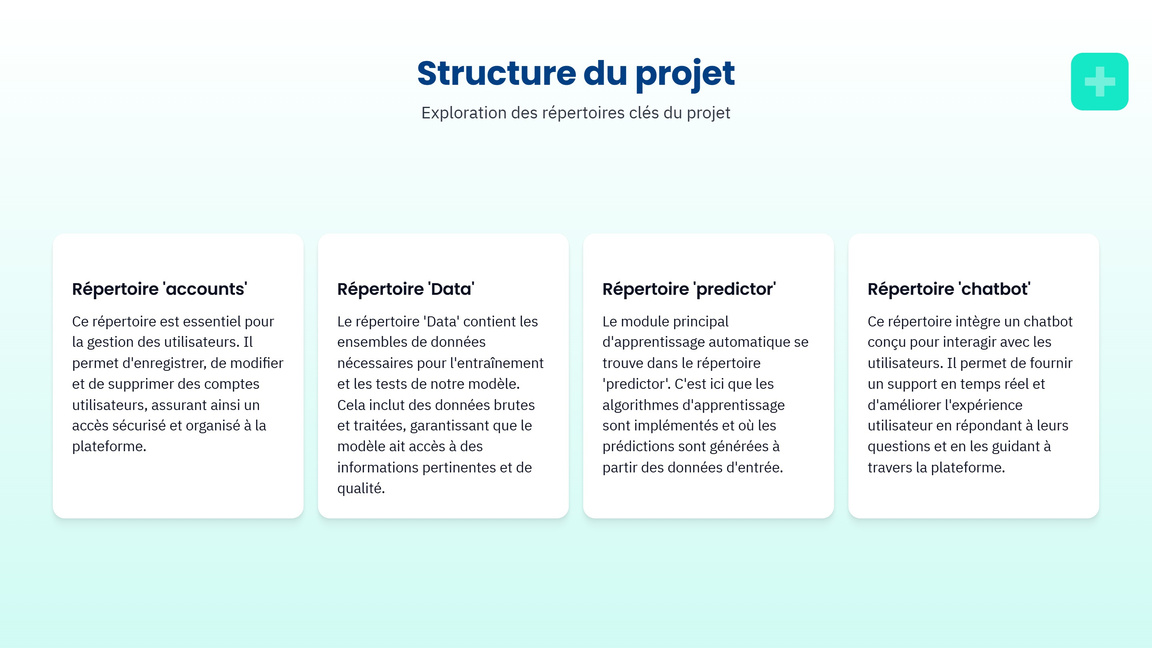 Structure du projet
Exploration des répertoires clés du projet
Répertoire 'accounts'
Ce répertoire est essentiel pour
la gestion des utilisateurs. Il
permet d'enregistrer, de modifier
et de supprimer des comptes
utilisateurs, assurant ainsi un
accès sécurisé et organisé à la
plateforme.
Répertoire 'Data'
Le répertoire 'Data' contient les
ensembles de données
nécessaires pour l'entraînement
et les tests de notre modèle.
Cela inclut des données brutes
et traitées, garantissant que le
modèle ait accès à des
informations pertinentes et de
qualité.
Répertoire 'predictor'
Le module principal
d'apprentissage automatique se
trouve dans le répertoire
'predictor'. C'est ici que les
algorithmes d'apprentissage
sont implémentés et où les
prédictions sont générées à
partir des données d'entrée.
Répertoire 'chatbot'
Ce répertoire intègre un chatbot
conçu pour interagir avec les
utilisateurs. Il permet de fournir
un support en temps réel et
d'améliorer l'expérience
utilisateur en répondant à leurs
questions et en les guidant à
travers la plateforme.